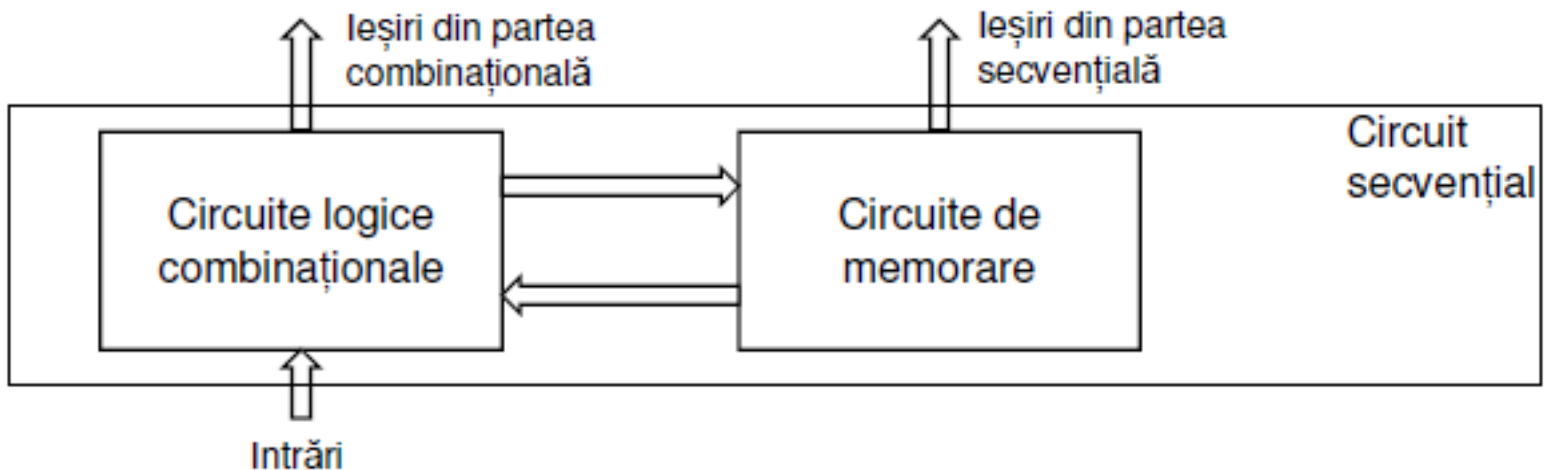 Ieșiri din partea
combinațională
Ieșiri din partea
secvențială
Circuit
secvențial
Circuite logice
combinaționale
Circuite de
memorare
Intrări